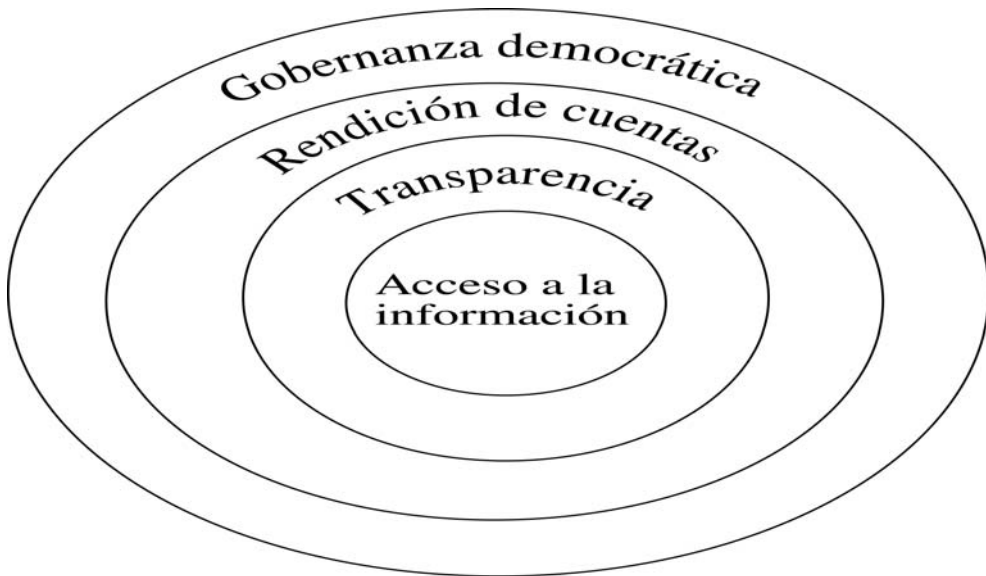 Gobernanza democrática
Rendición de cuentas
Transparencia
Acceso a la
información